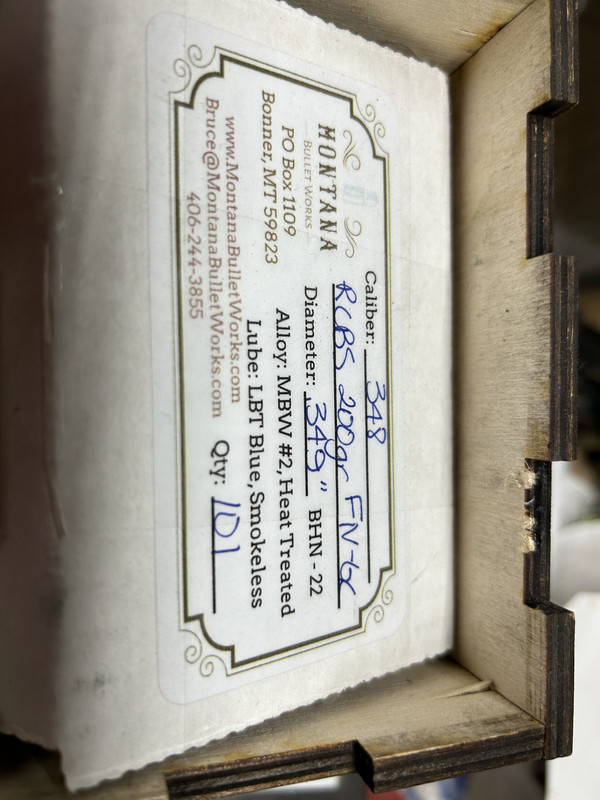 MONTANA
BULLET WORKS
PO Box 1109
Bonner, MT 59823
www.MontanaBulletWorks.com
Bruce@MontanaBulletWorks.com
406-244-3855
Caliber: 348
RCBS 200gr FN-GC
Diameter: .349" BHN - 22
Alloy: MBW #2, Heat Treated
Lube: LBT Blue, Smokeless
Qty: 101